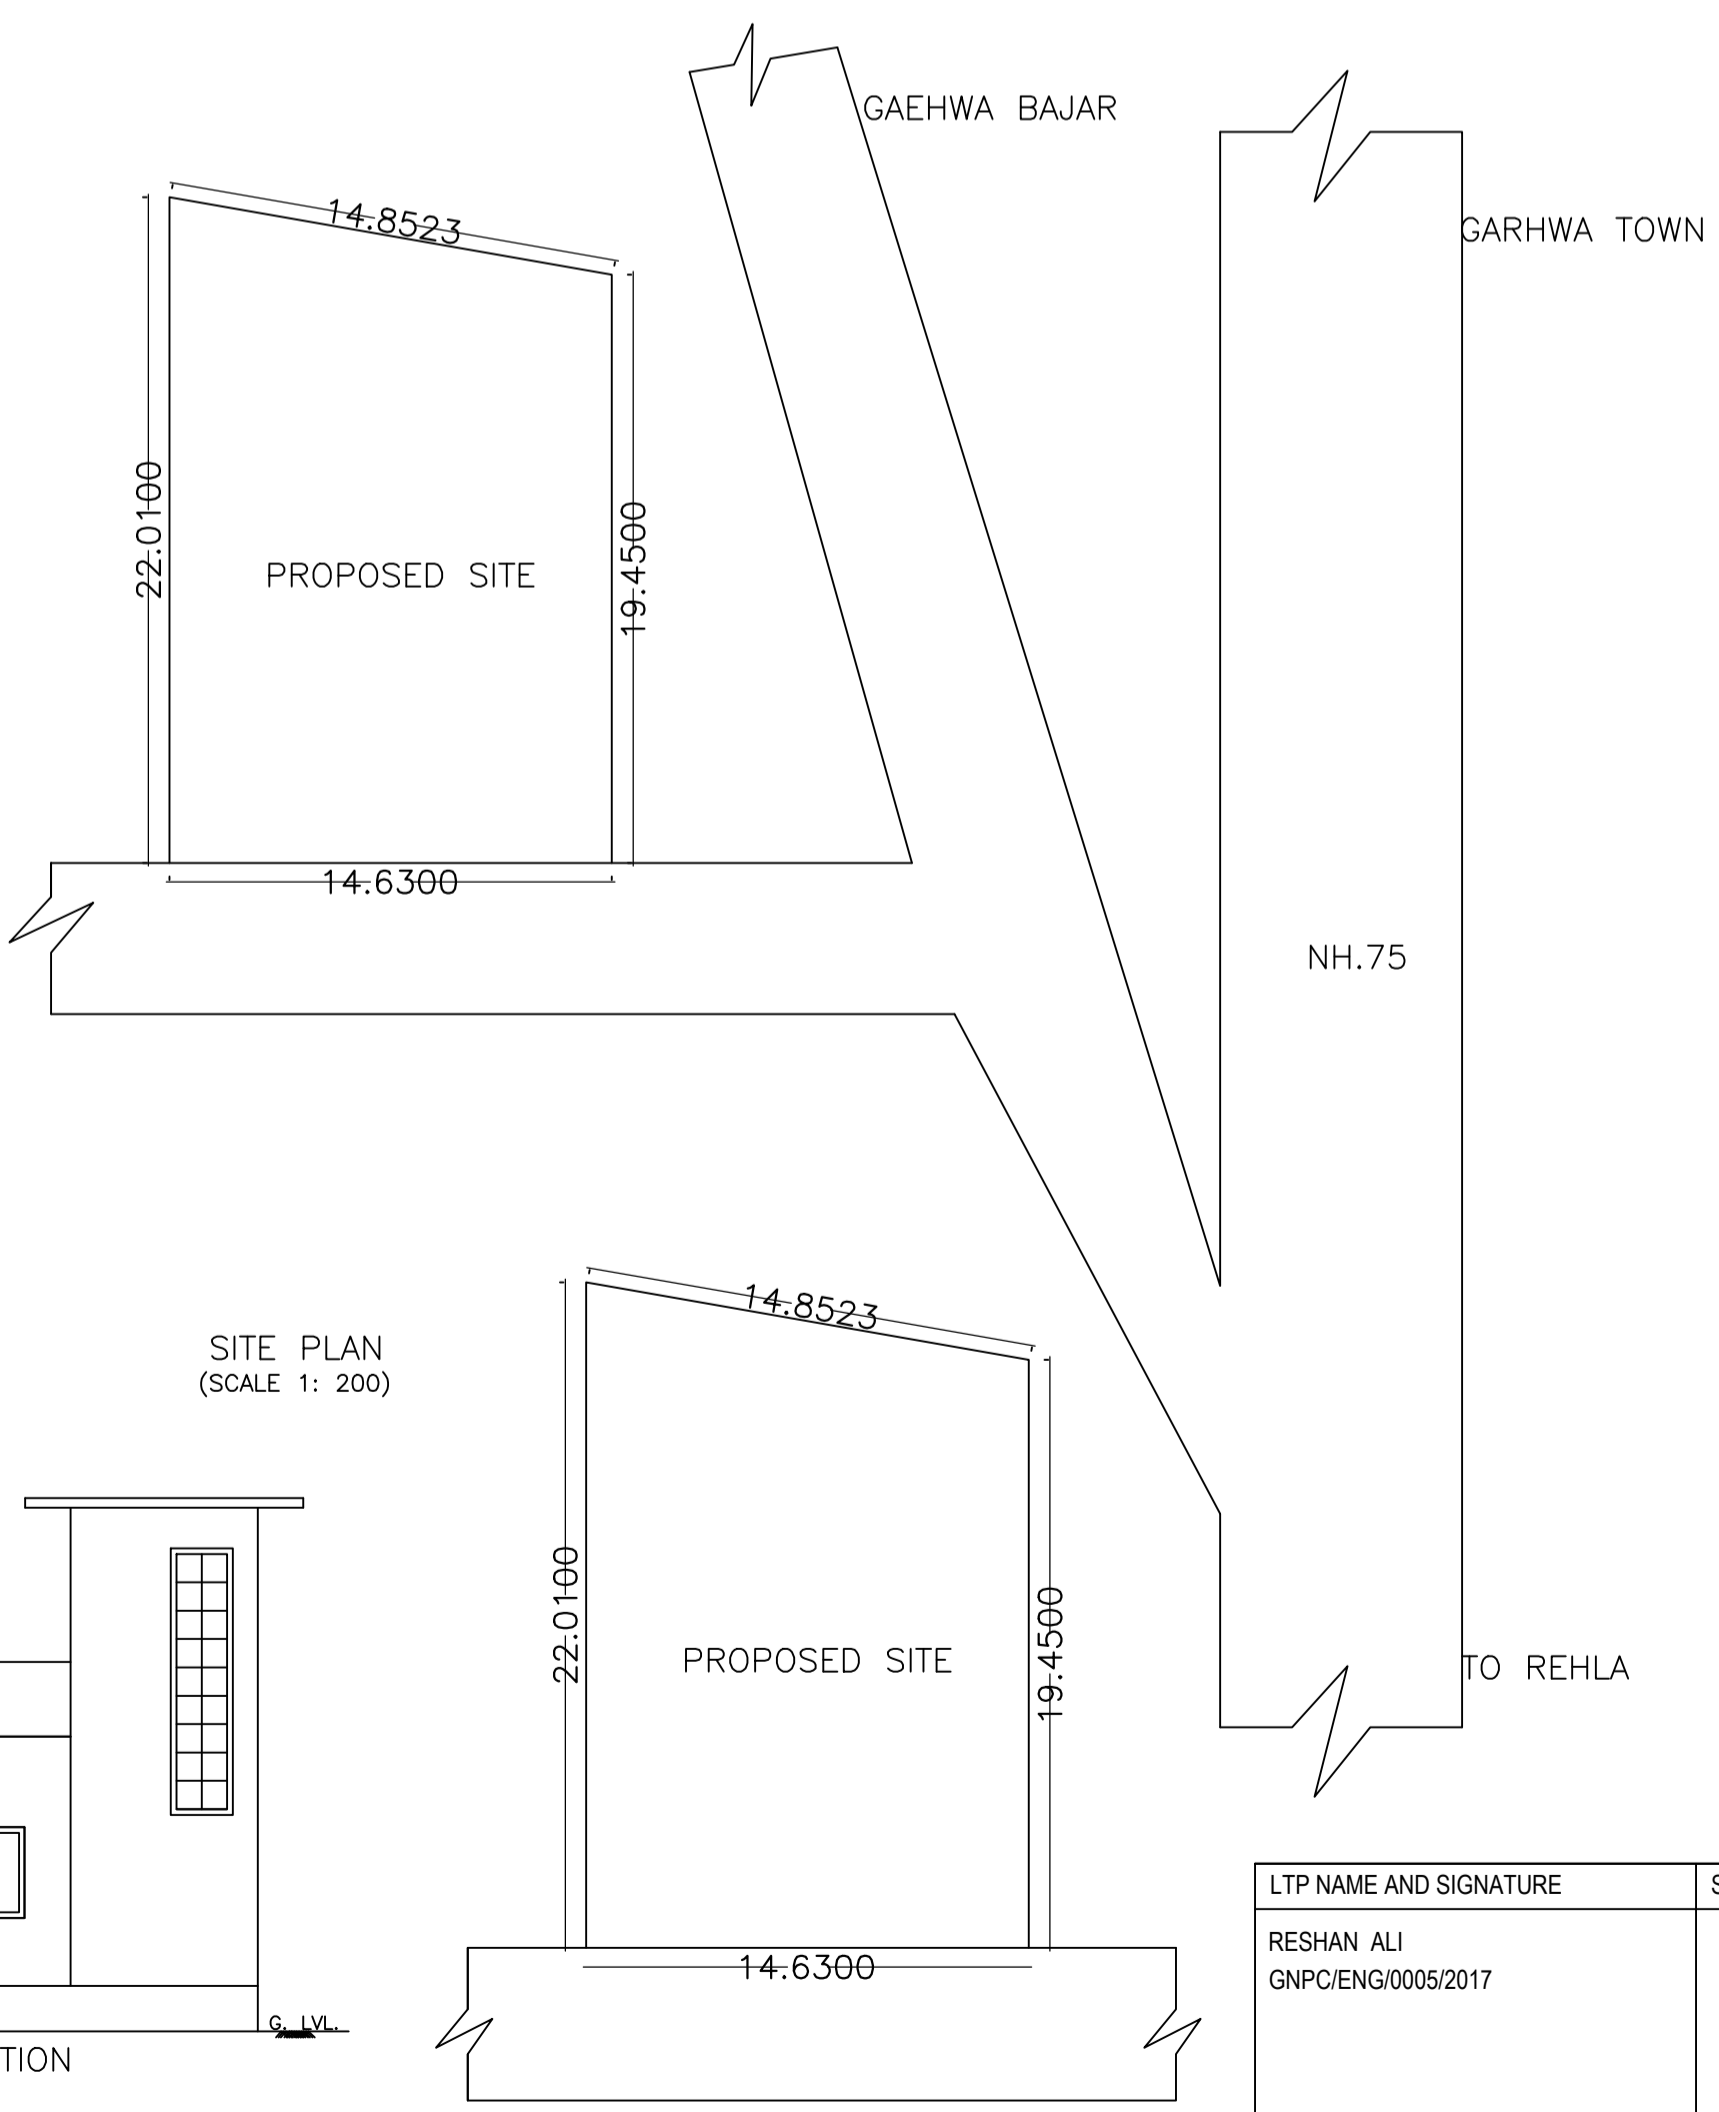 GAEHWA BAJAR
GARHWA TOWN
14.8523
22.0100
19.4500
PROPOSED SITE
14.6300
NH.75
14.8523
SITE PLAN
(SCALE 1: 200)
22.0100
19.4500
PROPOSED SITE
TO REHLA
14.6300
G. LVL.
TION
LTP NAME AND SIGNATURE
RESHAN ALI
GNPC/ENG/0005/2017